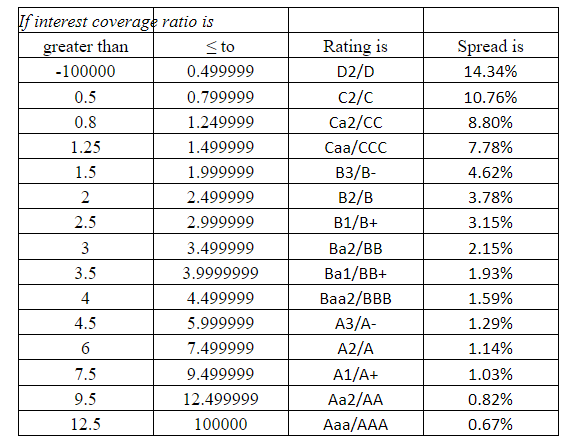 If interest coverage ratio is
greater than ≤ to Rating is Spread is
-100000 0.499999 D2/D 14.34%
0.5 0.799999 C2/C 10.76%
0.8 1.249999 Ca2/CC 8.80%
1.25 1.499999 Caa/CCC 7.78%
1.5 1.999999 B3/B- 4.62%
2 2.499999 B2/B 3.78%
2.5 2.999999 B1/B+ 3.15%
3 3.499999 Ba2/BB 2.15%
3.5 3.9999999 Ba1/BB+ 1.93%
4 4.499999 Baa2/BBB 1.59%
4.5 5.999999 A3/A- 1.29%
6 7.499999 A2/A 1.14%
7.5 9.499999 A1/A+ 1.03%
9.5 12.499999 Aa2/AA 0.82%
12.5 100000 Aaa/AAA 0.67%